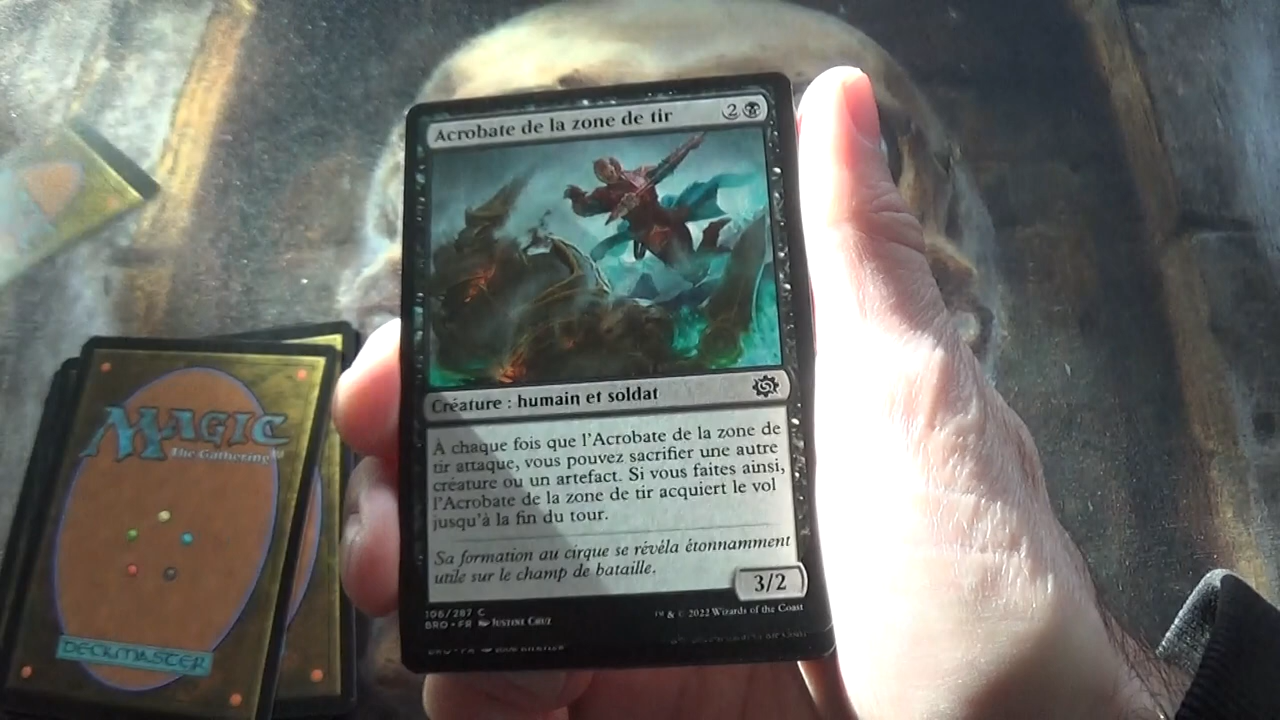 Acrobate de la zone de tir 2
Créature : humain et soldat
À chaque fois que l'Acrobate de la zone de
tir attaque, vous pouvez sacrifier une autre
créature ou un artefact. Si vous faites ainsi,
l'Acrobate de la zone de tir acquiert le vol
jusqu'à la fin du tour.
Sa formation au cirque se révéla étonnamment
utile sur le champ de bataille.
3/2
106/287 C
BRO • FR Justine Cruz
™ & © 2022 Wizards of the Coast
MAGIC
The Gathering
DECKMASTER